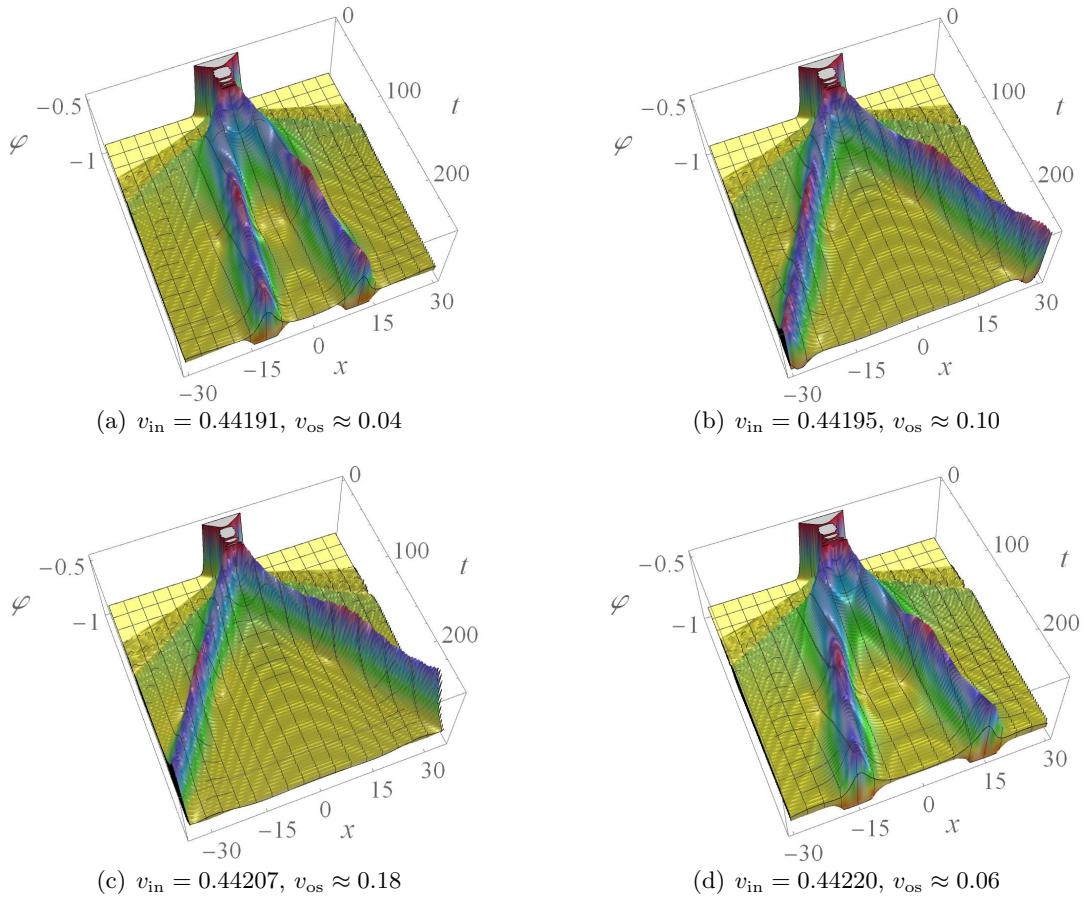 0
−0.5
100
t
φ
−1
200
30
15
0
x
−15
−30
(a) v_in = 0.44191, v_os ≈ 0.04
0
−0.5
100
t
φ
−1
200
30
15
0
x
−15
−30
(b) v_in = 0.44195, v_os ≈ 0.10
0
−0.5
100
t
φ
−1
200
30
15
0
x
−15
−30
(c) v_in = 0.44207, v_os ≈ 0.18
0
−0.5
100
t
φ
−1
200
30
15
0
x
−15
−30
(d) v_in = 0.44220, v_os ≈ 0.06